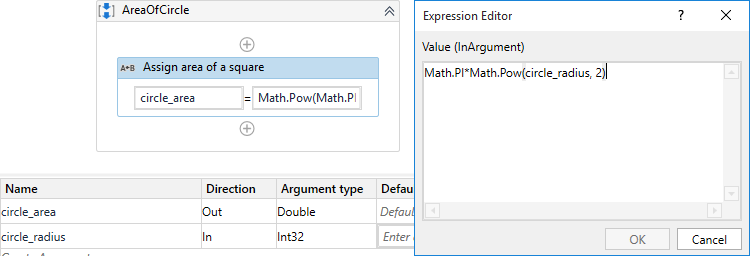 AreaOfCircle
A+B Assign area of a square
circle_area = Math.Pow(Math.PI
Name Direction Argument type Defau
circle_area Out Double Defaul
circle_radius In Int32 Enter
Expression Editor ? ×
Value (InArgument)
Math.PI*Math.Pow(circle_radius, 2)
OK Cancel